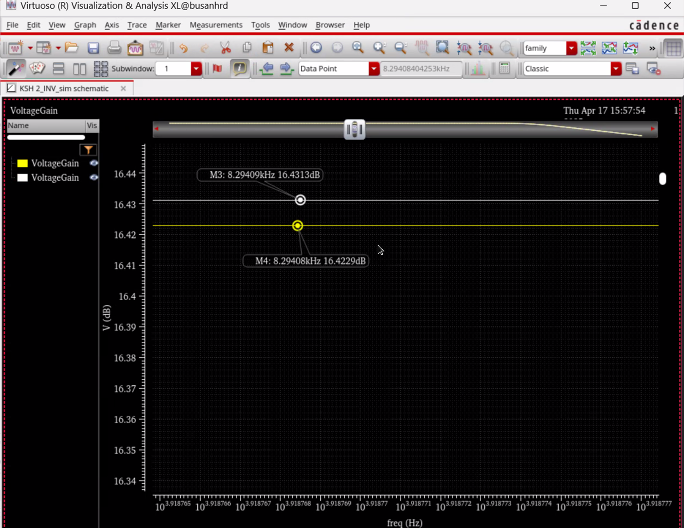 Virtuoso (R) Visualization & Analysis XL@busanhrd
File Edit View Graph Axis Trace Marker Measurements Tools Window Browser Help
cādence
family
Subwindow: 1
Data Point
8.29408404253kHz
Classic
KSH 2_INV_sim schematic
VoltageGain
Thu Apr 17 15:57:54
1
Name Vis
VoltageGain
VoltageGain
M3: 8.29409kHz 16.4313dB
M4: 8.29408kHz 16.4229dB
16.44
16.43
16.42
16.41
16.4
16.39
16.38
16.37
16.36
16.35
16.34
V (dB)
10^3.918765 10^3.918766 10^3.918767 10^3.918768 10^3.918769 10^3.91877 10^3.918771 10^3.918772 10^3.918773 10^3.918774 10^3.918775 10^3.918776 10^3.918777
freq (Hz)